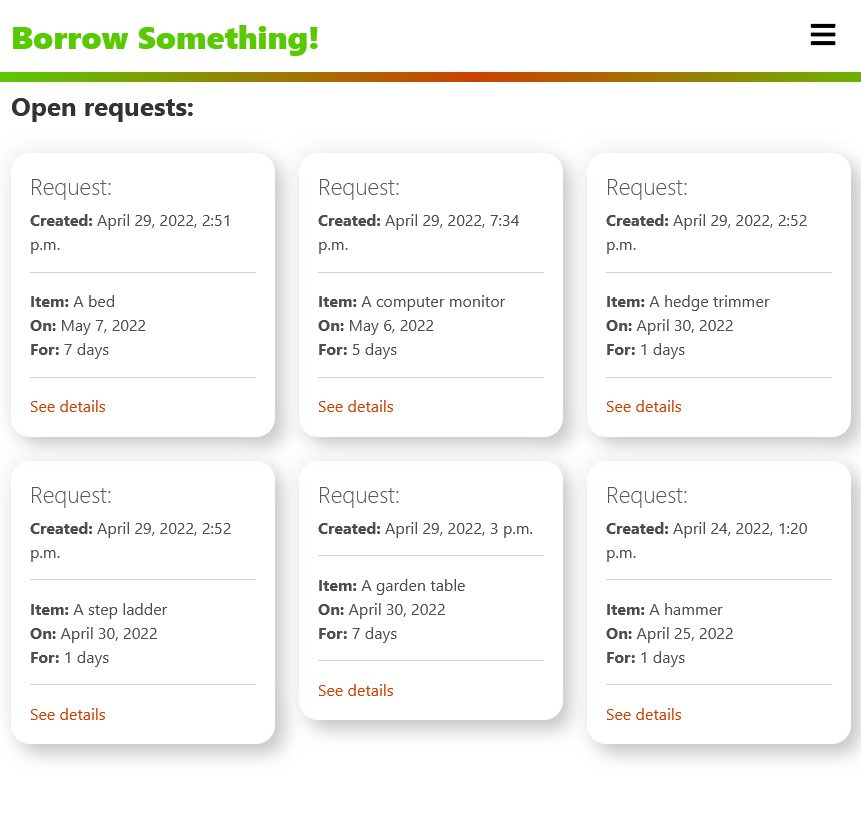 Borrow Something!
Open requests:
Request:
Created: April 29, 2022, 2:51
p.m.
Item: A bed
On: May 7, 2022
For: 7 days
See details
Request:
Created: April 29, 2022, 7:34
p.m.
Item: A computer monitor
On: May 6, 2022
For: 5 days
See details
Request:
Created: April 29, 2022, 2:52
p.m.
Item: A hedge trimmer
On: April 30, 2022
For: 1 days
See details
Request:
Created: April 29, 2022, 2:52
p.m.
Item: A step ladder
On: April 30, 2022
For: 1 days
See details
Request:
Created: April 29, 2022, 3 p.m.
Item: A garden table
On: April 30, 2022
For: 7 days
See details
Request:
Created: April 24, 2022, 1:20
p.m.
Item: A hammer
On: April 25, 2022
For: 1 days
See details